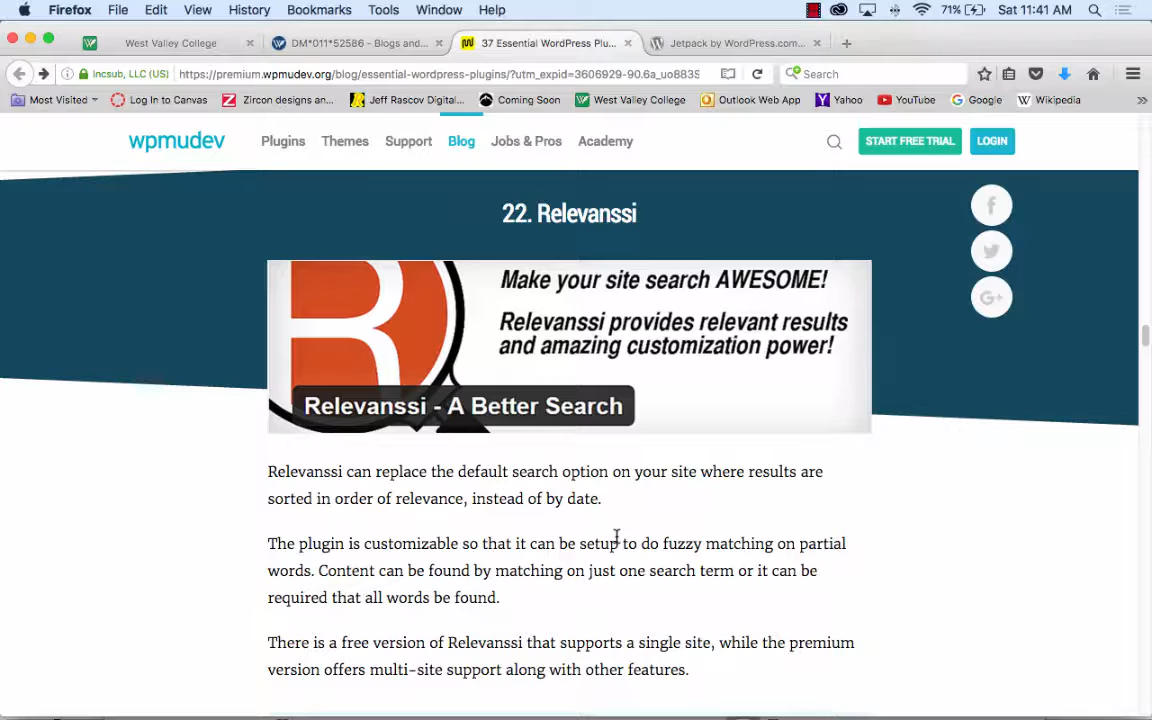 Firefox File Edit View History Bookmarks Tools Window Help 71% Sat 11:41 AM
West Valley College × DM*011*52586 - Blogs and... × 37 Essential WordPress Plu... × Jetpack by WordPress.com... × +
Incsub, LLC (US) https://premium.wpmudev.org/blog/essential-wordpress-plugins/?utm_expid=3606929-90.6a_uo8835 Search
Most Visited Log In to Canvas Zircon designs an... Jeff Rascov Digital... Coming Soon West Valley College Outlook Web App Yahoo YouTube Google Wikipedia »
wpmudev Plugins Themes Support Blog Jobs & Pros Academy START FREE TRIAL LOGIN
22. Relevanssi
Make your site search AWESOME!
Relevanssi provides relevant results
and amazing customization power!
Relevanssi - A Better Search
Relevanssi can replace the default search option on your site where results are
sorted in order of relevance, instead of by date.
The plugin is customizable so that it can be setup to do fuzzy matching on partial
words. Content can be found by matching on just one search term or it can be
required that all words be found.
There is a free version of Relevanssi that supports a single site, while the premium
version offers multi-site support along with other features.